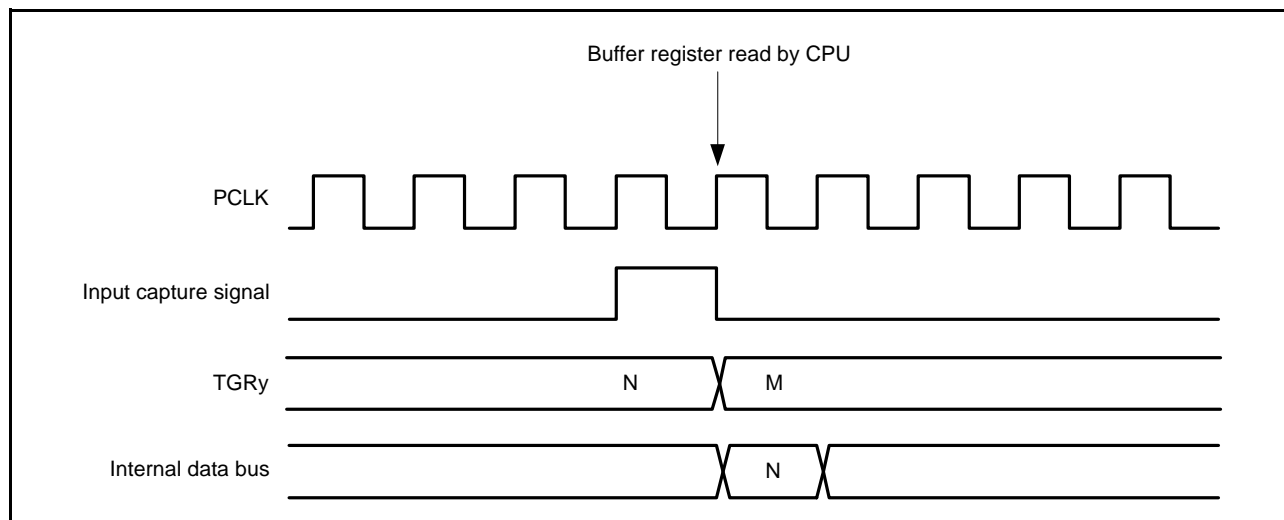 Buffer register read by CPU
PCLK
Input capture signal
TGRy
N
M
Internal data bus
N